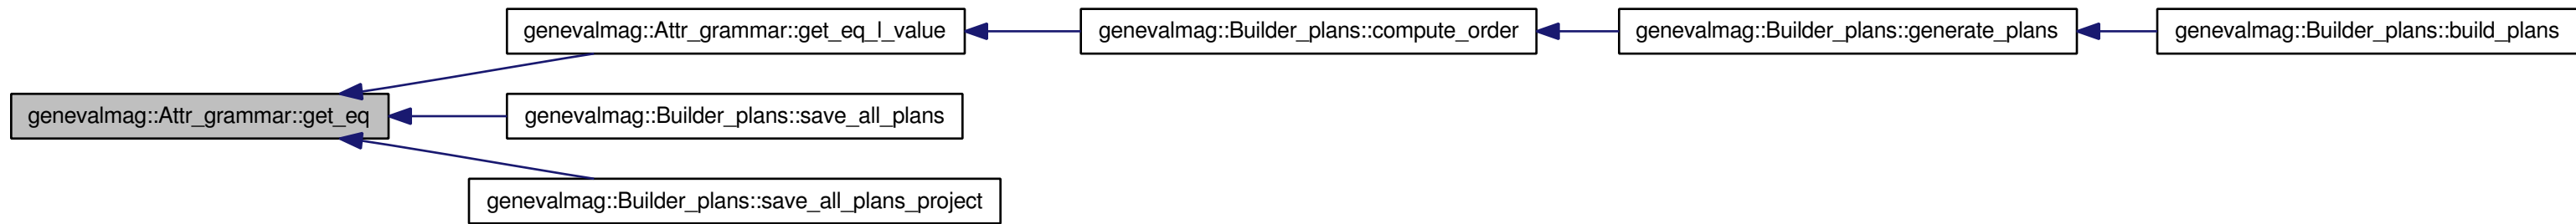 genevalmag::Attr_grammar::get_eq_l_value
genevalmag::Builder_plans::compute_order
genevalmag::Builder_plans::generate_plans
genevalmag::Builder_plans::build_plans
genevalmag::Attr_grammar::get_eq
genevalmag::Builder_plans::save_all_plans
genevalmag::Builder_plans::save_all_plans_project